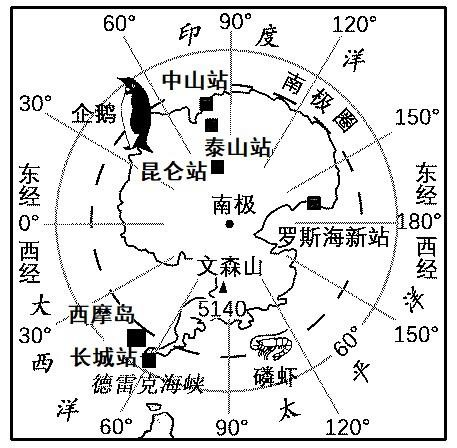 60°
90°
120°
印度洋
中山站
南极圈
企鹅
30°
150°
泰山站
昆仑站
东经
南极
东经
0°
180°
罗斯海新站
西经
西经
文森山
5140
大西洋
西摩岛
太平洋
30°
150°
长城站
60°
德雷克海峡
磷虾
60°
90°
120°